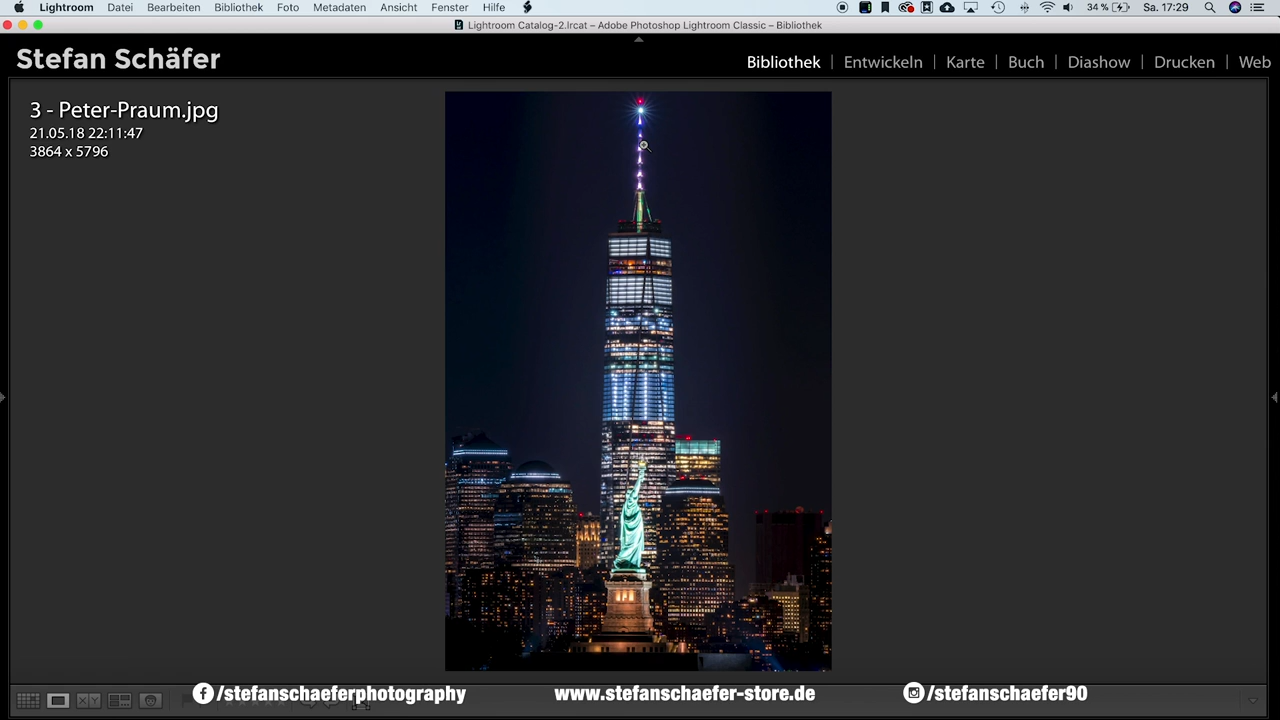 Lightroom Datei Bearbeiten Bibliothek Foto Metadaten Ansicht Fenster Hilfe 34 % Sa. 17:29
Lightroom Catalog-2.lrcat – Adobe Photoshop Lightroom Classic – Bibliothek
Stefan Schäfer
Bibliothek | Entwickeln | Karte | Buch | Diashow | Drucken | Web
3 - Peter-Praum.jpg
21.05.18 22:11:47
3864 x 5796
/stefanschaeferphotography www.stefanschaefer-store.de /stefanschaefer90